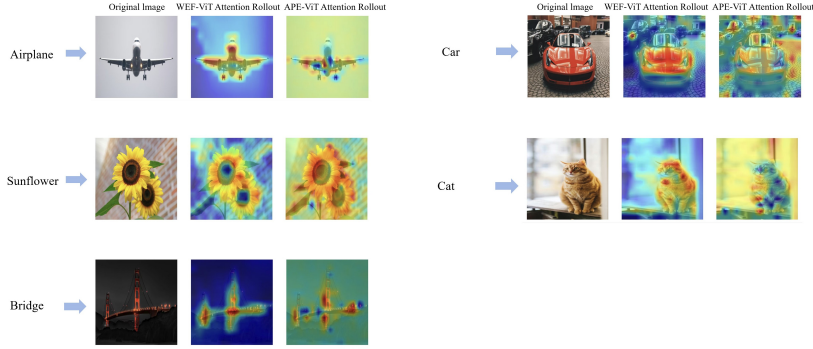 Original Image WEF-ViT Attention Rollout APE-ViT Attention Rollout
Airplane
Sunflower
Bridge
Original Image WEF-ViT Attention Rollout APE-ViT Attention Rollout
Car
Cat